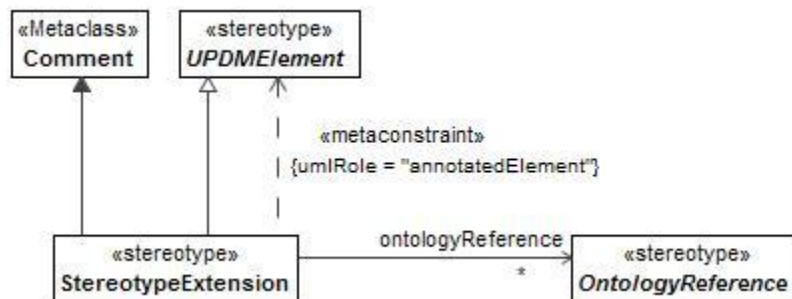 «Metaclass»
Comment
«stereotype»
UPDMElement
«metaconstraint»
{umlRole = "annotatedElement"}
«stereotype»
StereotypeExtension
ontologyReference
*
«stereotype»
OntologyReference